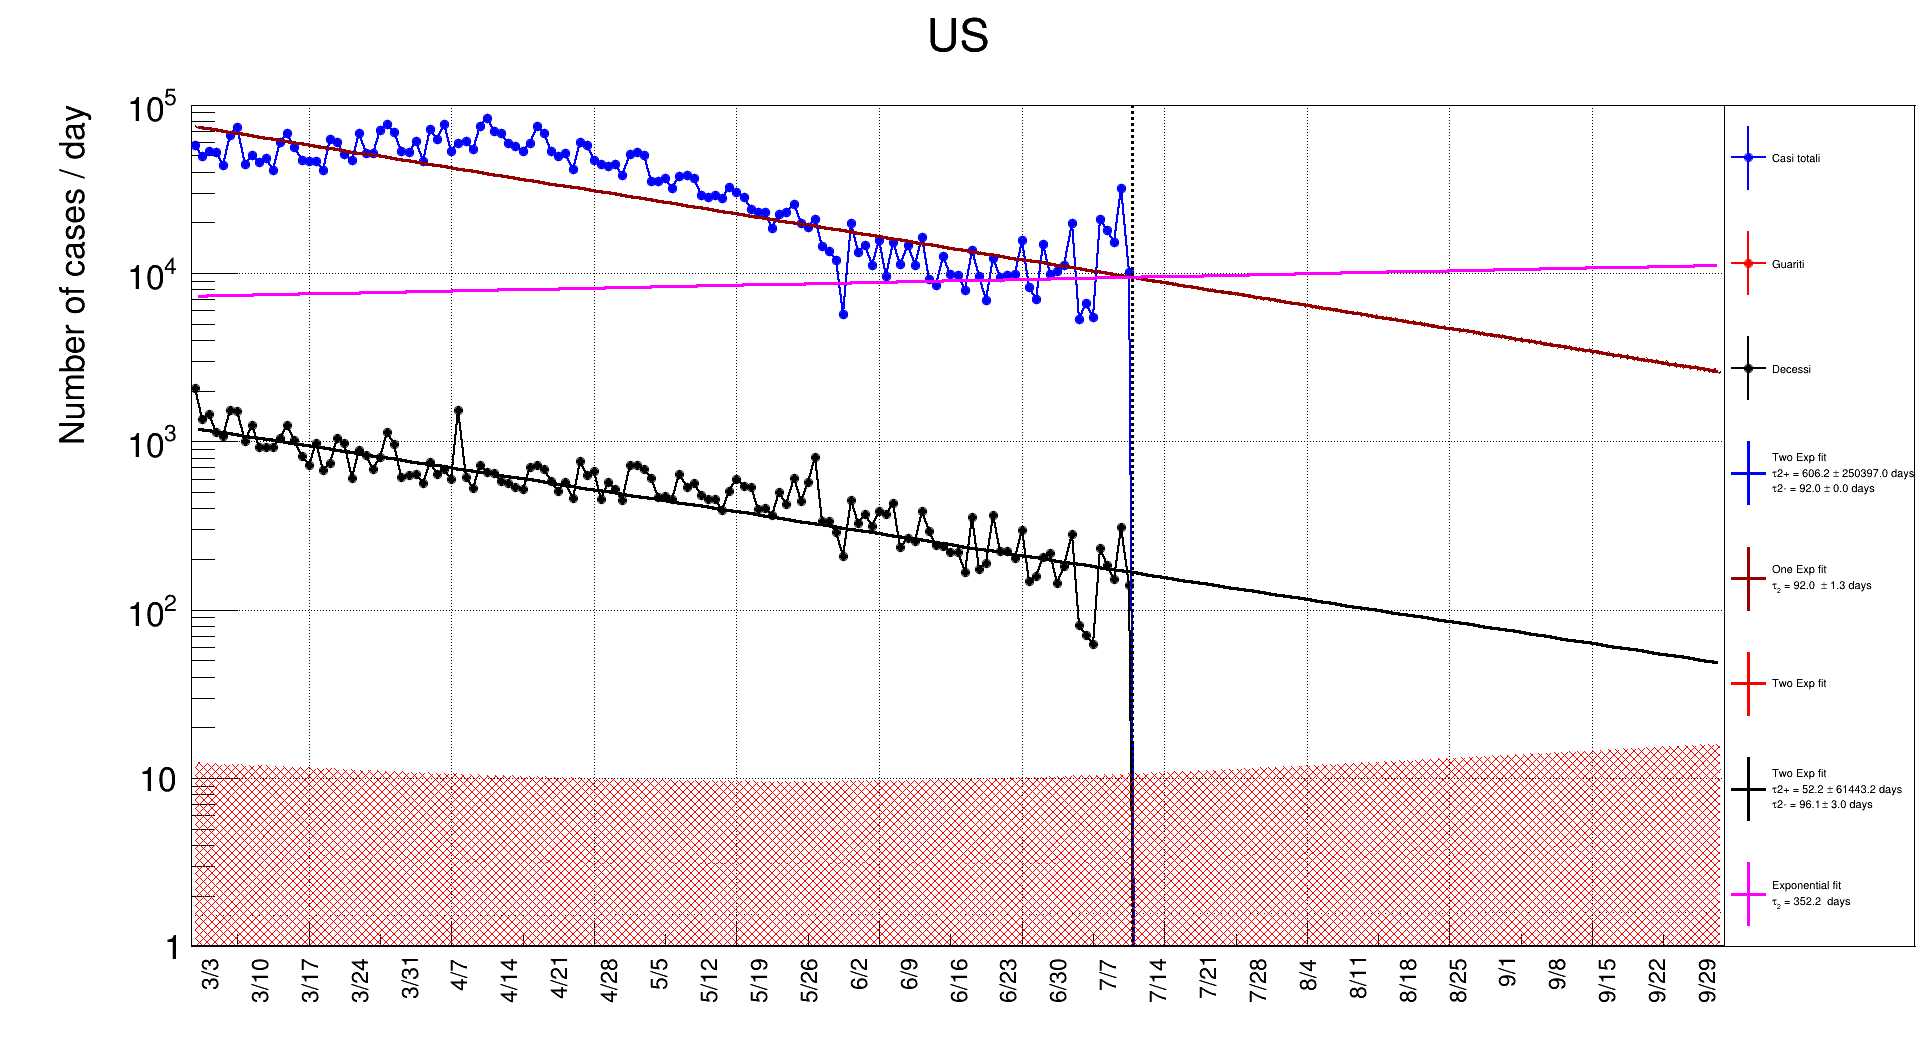 US
Number of cases / day
10^5
10^4
10^3
10^2
10
1
3/3
3/10
3/17
3/24
3/31
4/7
4/14
4/21
4/28
5/5
5/12
5/19
5/26
6/2
6/9
6/16
6/23
6/30
7/7
7/14
7/21
7/28
8/4
8/11
8/18
8/25
9/1
9/8
9/15
9/22
9/29
Casi totali
Guariti
Decessi
Two Exp fit
τ2+ = 606.2 ± 250397.0 days
τ2- = 92.0 ± 0.0 days
One Exp fit
τ₂ = 92.0 ± 1.3 days
Two Exp fit
Two Exp fit
τ2+ = 52.2 ± 61443.2 days
τ2- = 96.1 ± 3.0 days
Exponential fit
τ₂ = 352.2 days